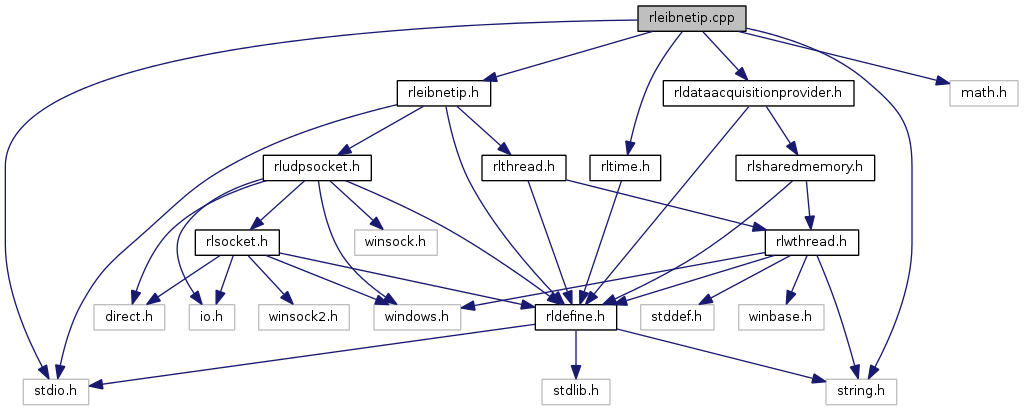 rleibnetip.cpp
rleibnetip.h
rldataacquisitionprovider.h
math.h
rludpsocket.h
rlthread.h
rltime.h
rlsharedmemory.h
rlsocket.h
winsock.h
rlwthread.h
direct.h
io.h
winsock2.h
windows.h
rldefine.h
stddef.h
winbase.h
stdio.h
stdlib.h
string.h